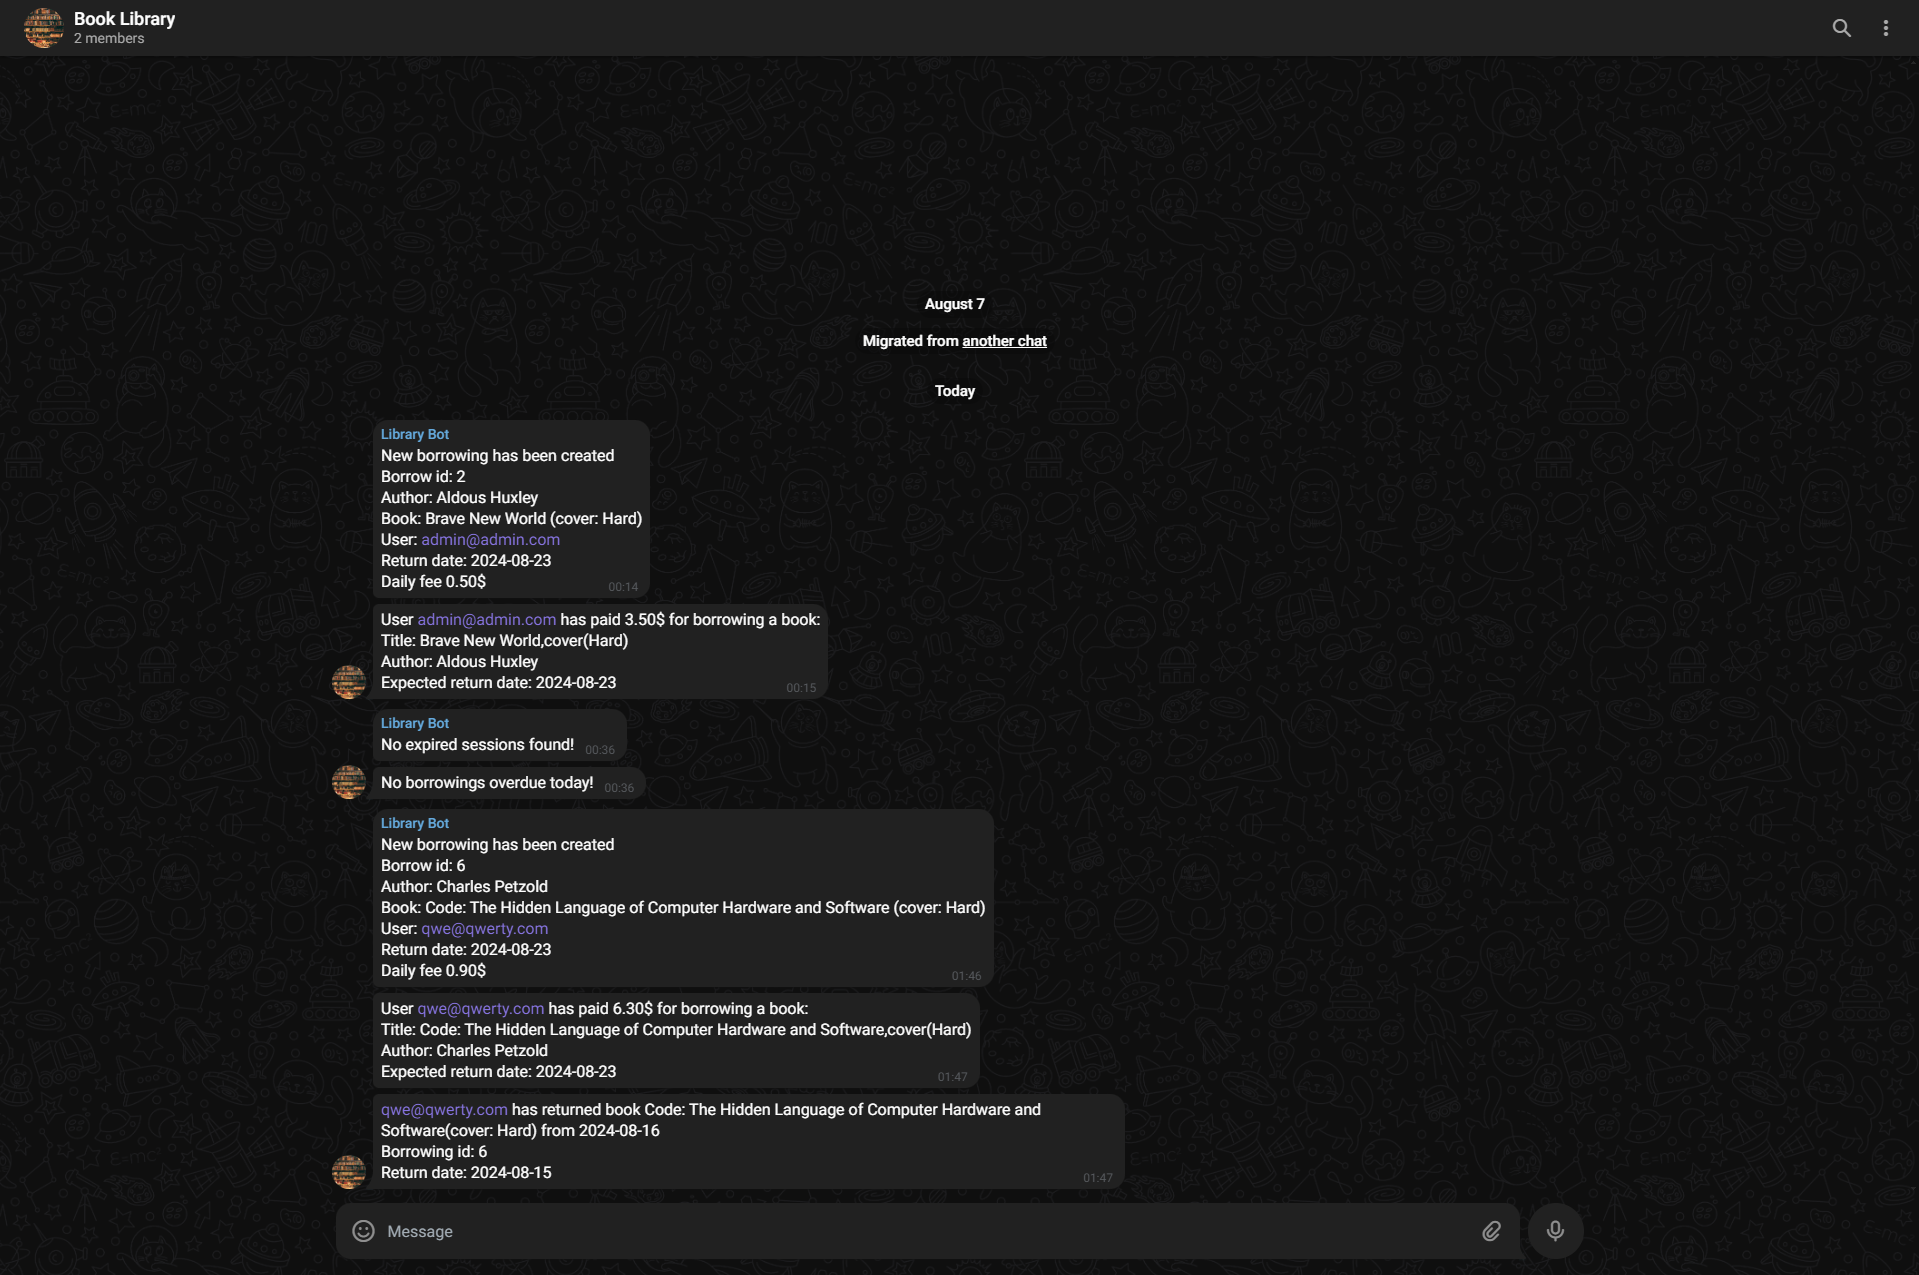 Book Library
2 members
August 7
Migrated from another chat
Today
Library Bot
New borrowing has been created
Borrow id: 2
Author: Aldous Huxley
Book: Brave New World (cover: Hard)
User: admin@admin.com
Return date: 2024-08-23
Daily fee 0.50$
00:14
User admin@admin.com has paid 3.50$ for borrowing a book:
Title: Brave New World,cover(Hard)
Author: Aldous Huxley
Expected return date: 2024-08-23
00:15
Library Bot
No expired sessions found! 00:36
No borrowings overdue today! 00:36
Library Bot
New borrowing has been created
Borrow id: 6
Author: Charles Petzold
Book: Code: The Hidden Language of Computer Hardware and Software (cover: Hard)
User: qwe@qwerty.com
Return date: 2024-08-23
Daily fee 0.90$
01:46
User qwe@qwerty.com has paid 6.30$ for borrowing a book:
Title: Code: The Hidden Language of Computer Hardware and Software,cover(Hard)
Author: Charles Petzold
Expected return date: 2024-08-23
01:47
qwe@qwerty.com has returned book Code: The Hidden Language of Computer Hardware and
Software(cover: Hard) from 2024-08-16
Borrowing id: 6
Return date: 2024-08-15
01:47
Message